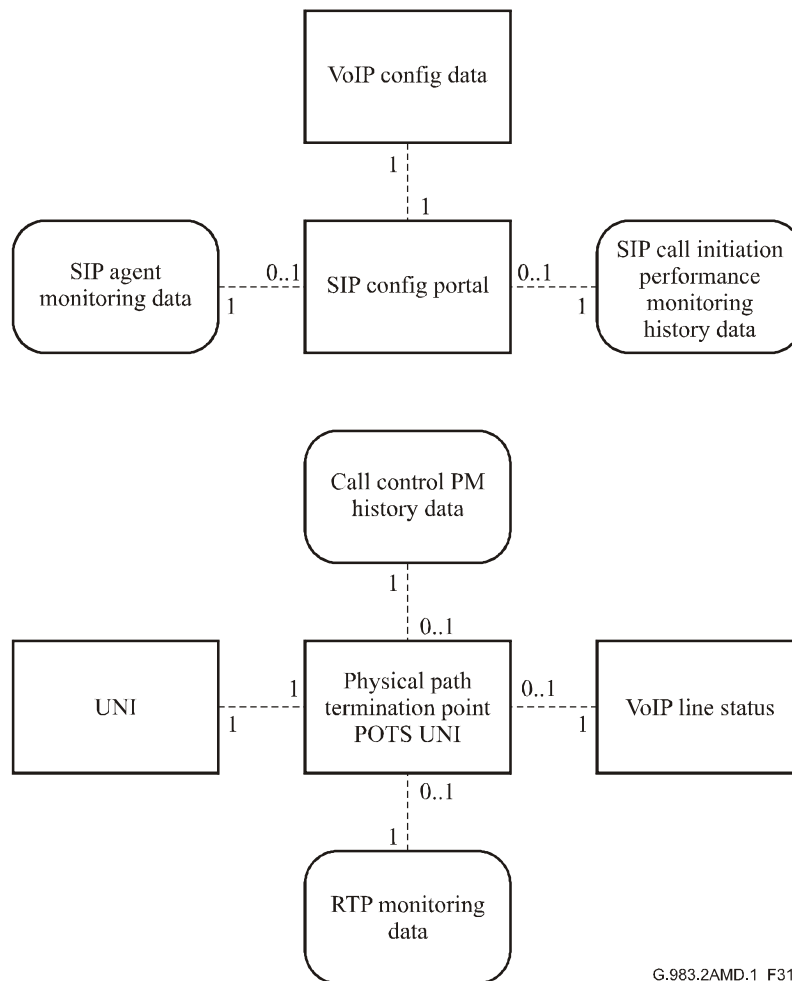 VoIP config data
1
1
SIP agent
monitoring data
0..1
1
SIP config portal
0..1
1
SIP call initiation
performance
monitoring
history data
Call control PM
history data
1
0..1
UNI
1
1
Physical path
termination point
POTS UNI
0..1
1
VoIP line status
0..1
1
RTP monitoring
data
G.983.2AMD.1 F31